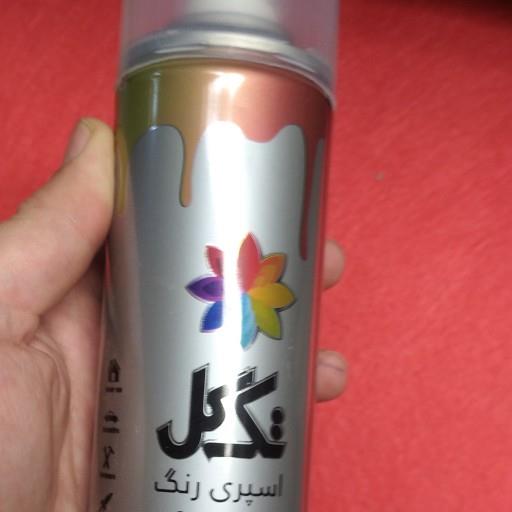 تک گل
اسپری رنگ